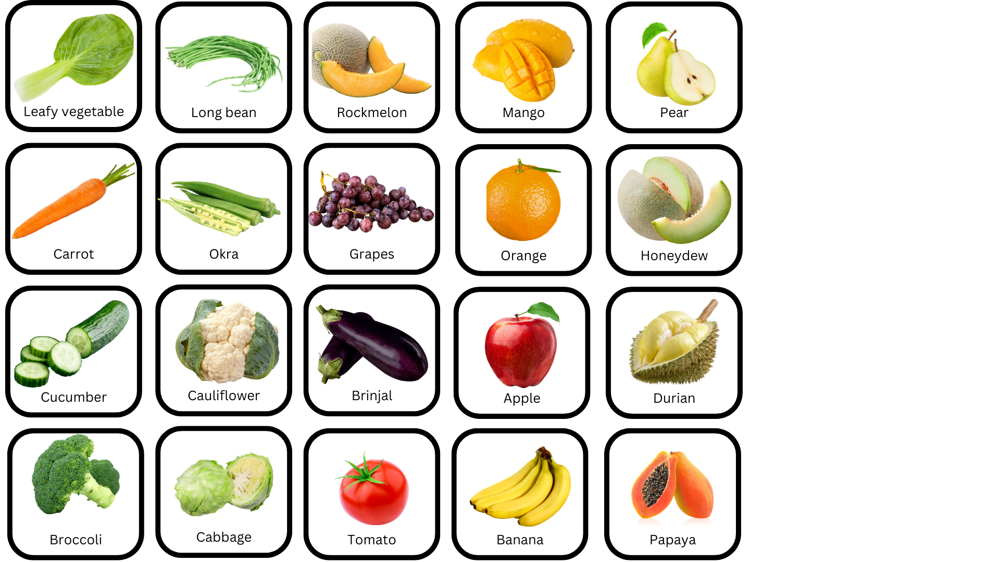 Leafy vegetable
Long bean
Rockmelon
Mango
Pear
Carrot
Okra
Grapes
Orange
Honeydew
Cucumber
Cauliflower
Brinjal
Apple
Durian
Broccoli
Cabbage
Tomato
Banana
Papaya